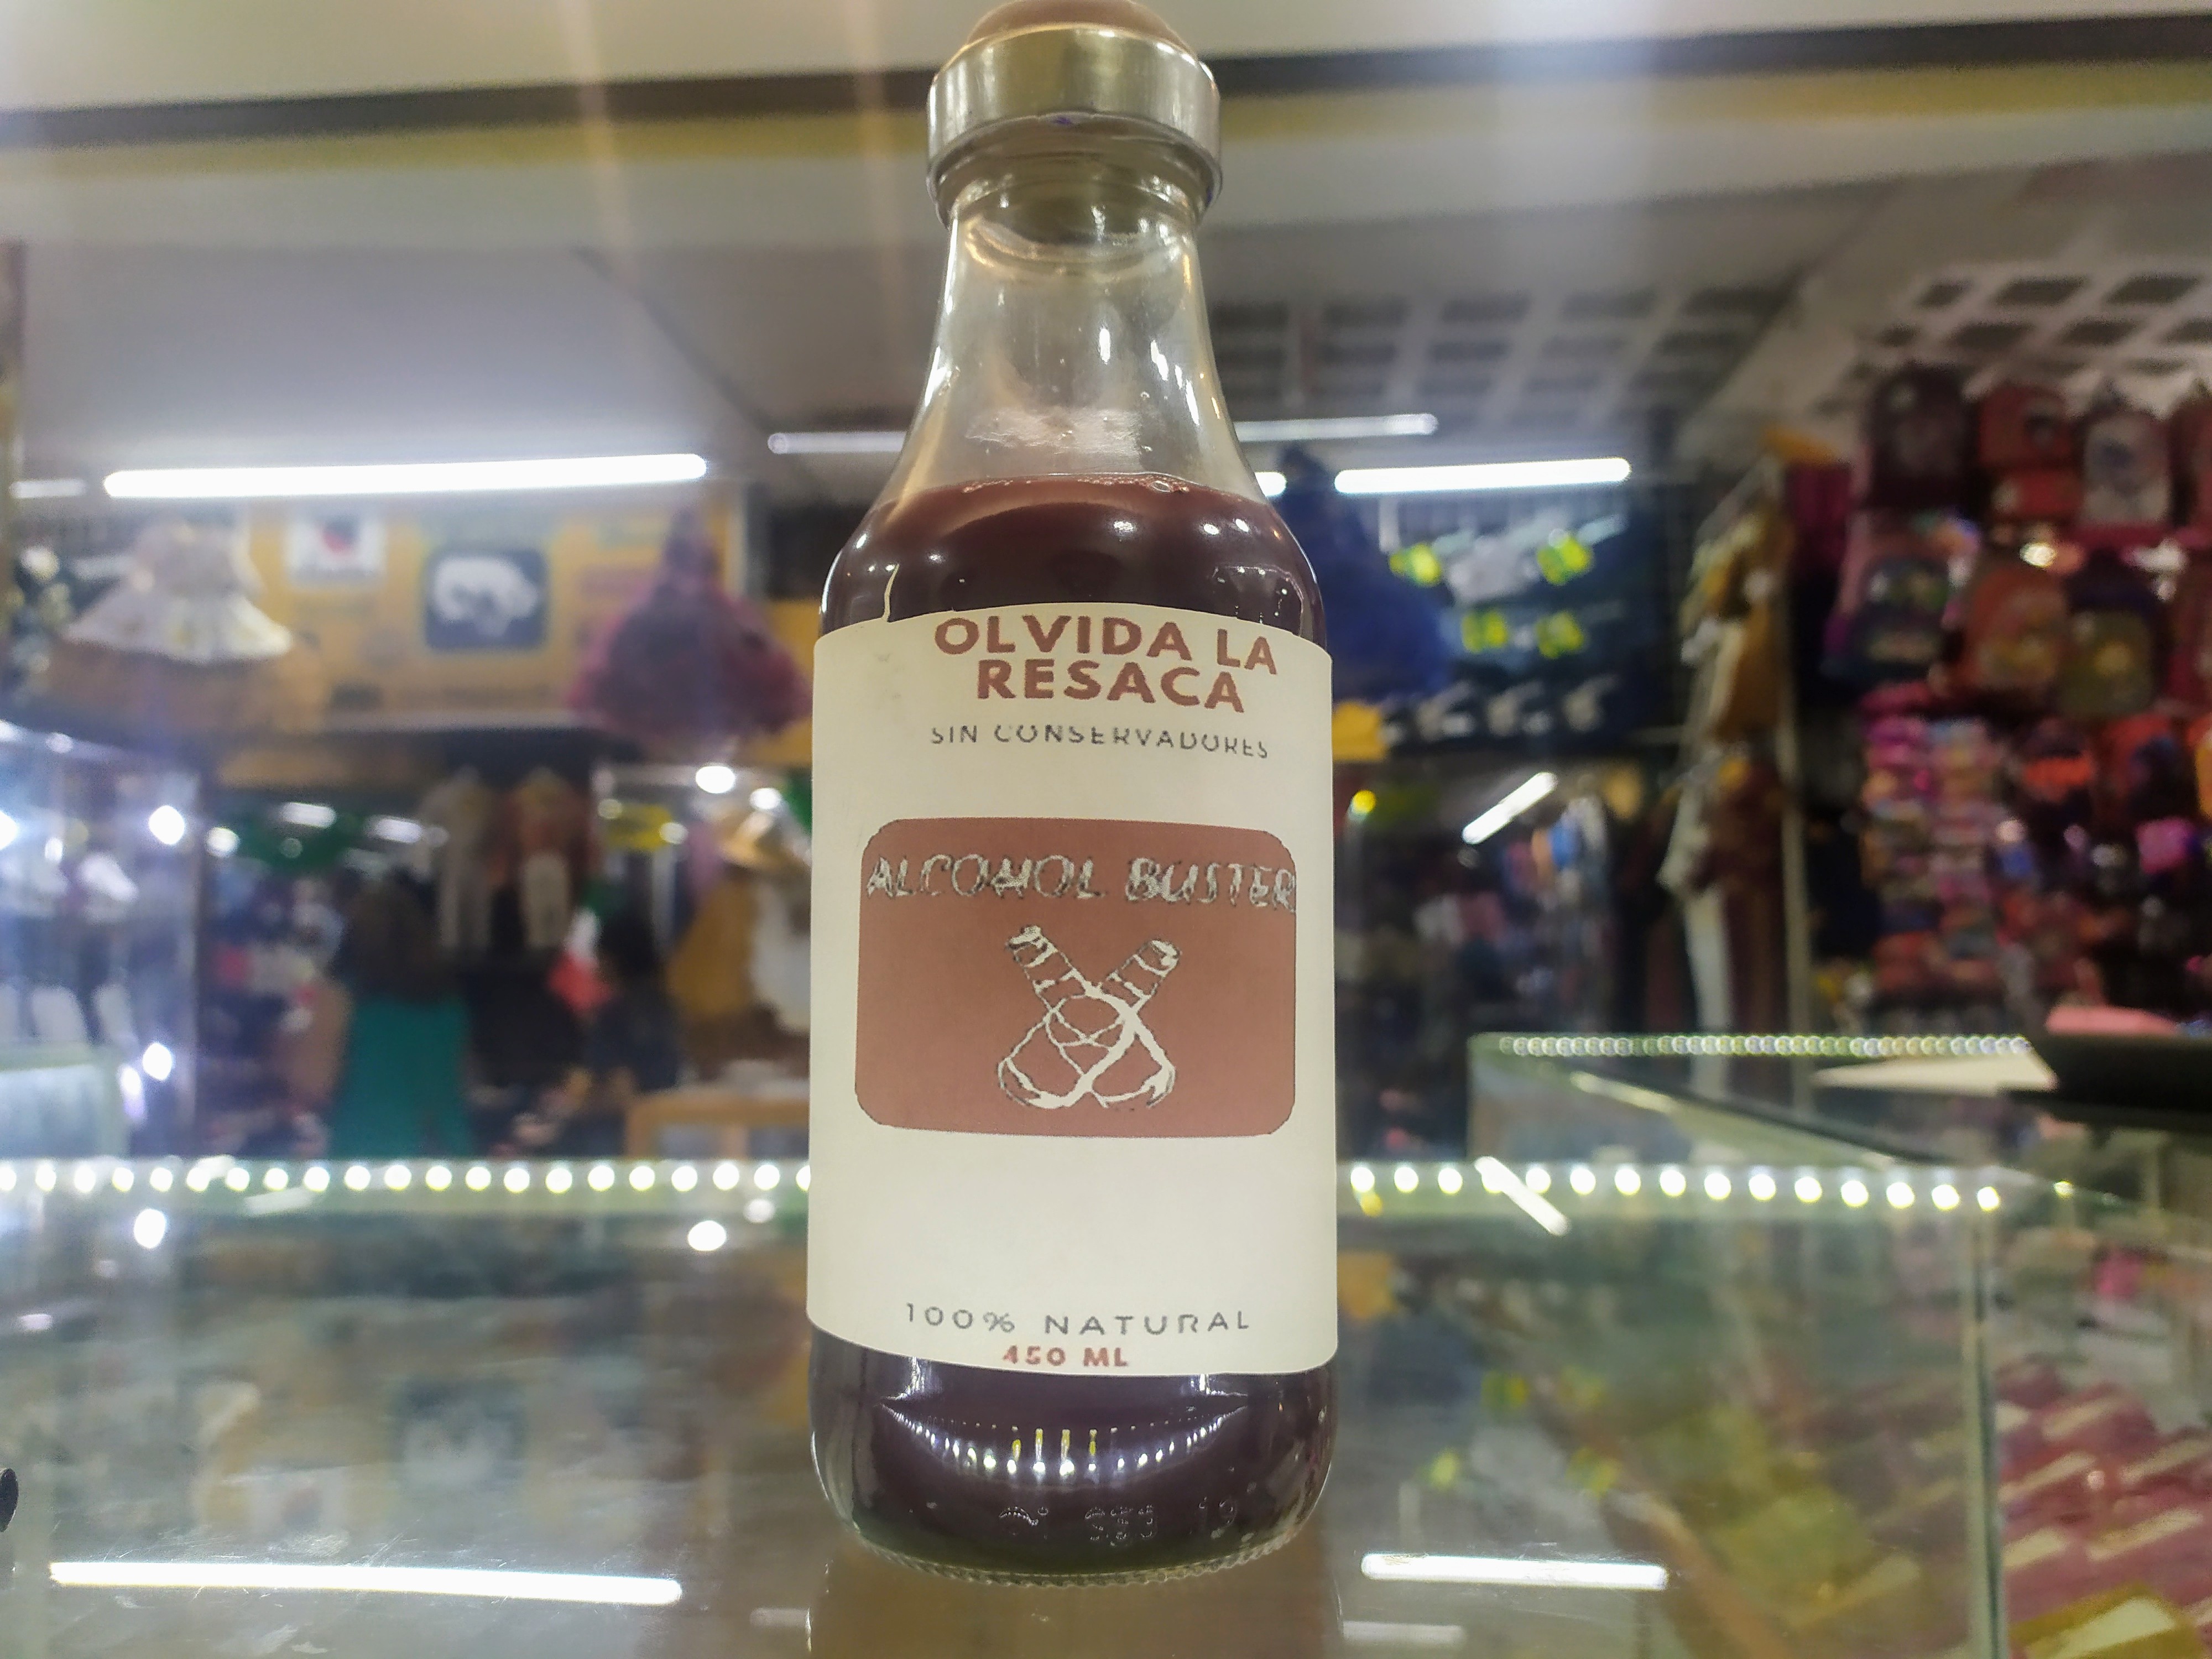 OLVIDA LA
RESACA
SIN CONSERVADORES
ALCOHOL BUSTER
100% NATURAL
450 ML